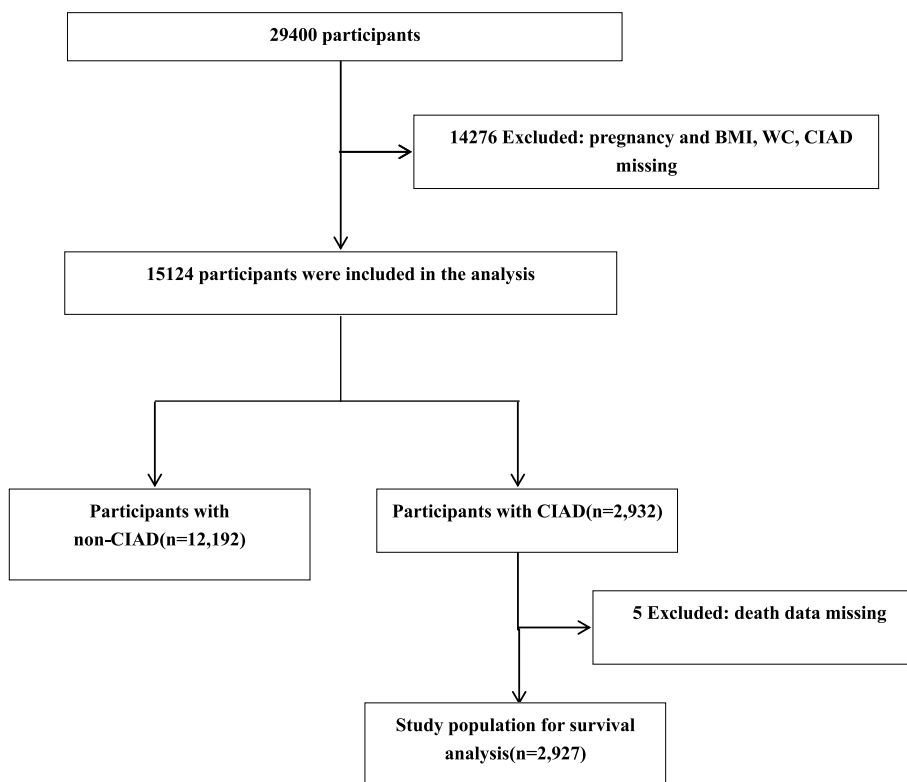 29400 participants
14276 Excluded: pregnancy and BMI, WC, CIAD
missing
15124 participants were included in the analysis
Participants with
non-CIAD(n=12,192)
Participants with CIAD(n=2,932)
5 Excluded: death data missing
Study population for survival
analysis(n=2,927)